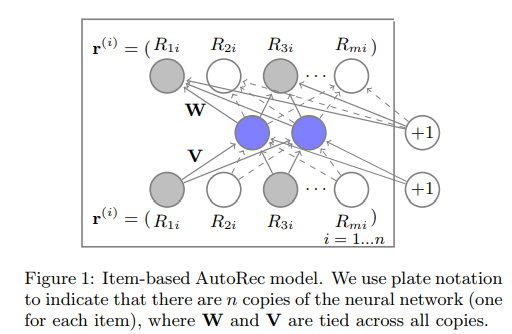 r^(i) = ( R_1i R_2i R_3i R_mi )
· · ·
W
+1
V
· · ·
+1
r^(i) = ( R_1i R_2i R_3i R_mi )
i = 1...n
Figure 1: Item-based AutoRec model. We use plate notation
to indicate that there are n copies of the neural network (one
for each item), where W and V are tied across all copies.